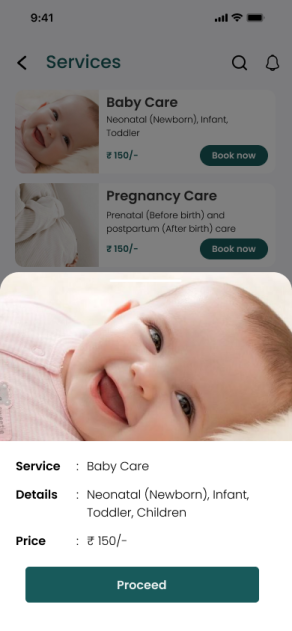 9:41
Services
Baby Care
Neonatal (Newborn), Infant,
Toddler
₹ 150/-
Book now
Pregnancy Care
Prenatal (Before birth) and
postpartum (After birth) care
₹ 150/-
Book now
Service : Baby Care
Details : Neonatal (Newborn), Infant,
Toddler, Children
Price : ₹ 150/-
Proceed